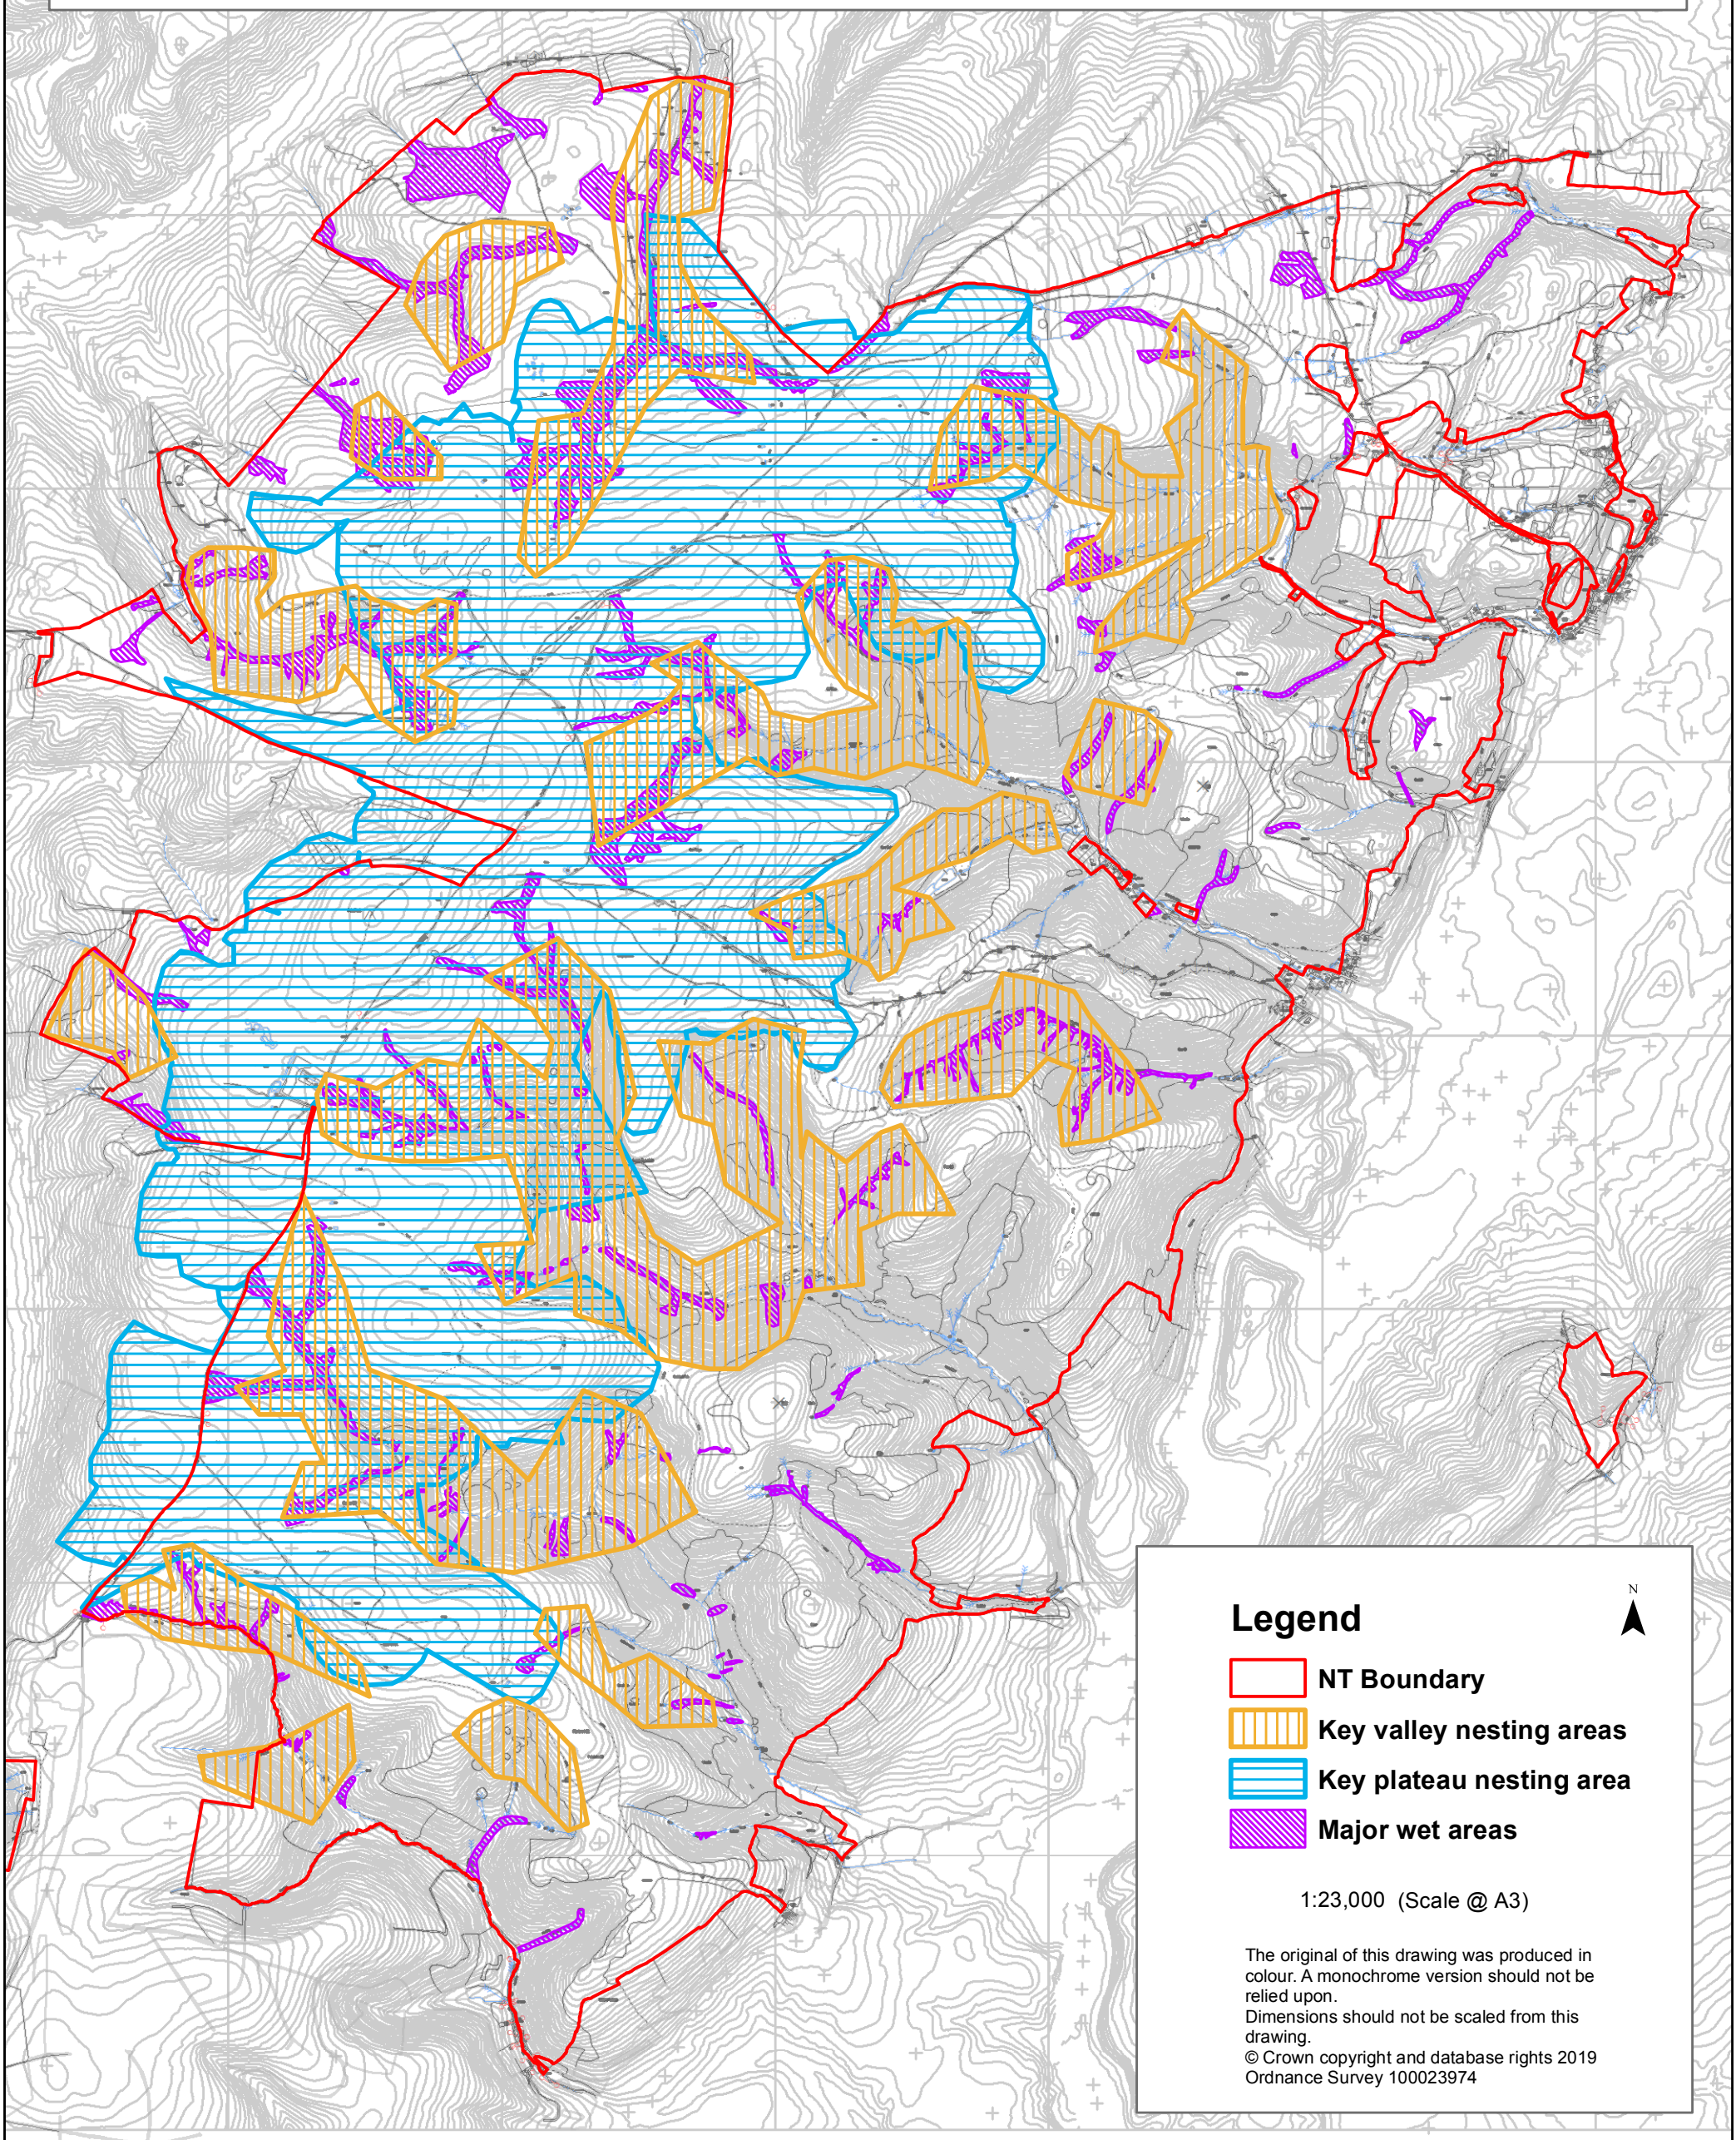 N
Legend
NT Boundary
Key valley nesting areas
Key plateau nesting area
Major wet areas
1:23,000 (Scale @ A3)
The original of this drawing was produced in
colour. A monochrome version should not be
relied upon.
Dimensions should not be scaled from this
drawing.
© Crown copyright and database rights 2019
Ordnance Survey 100023974